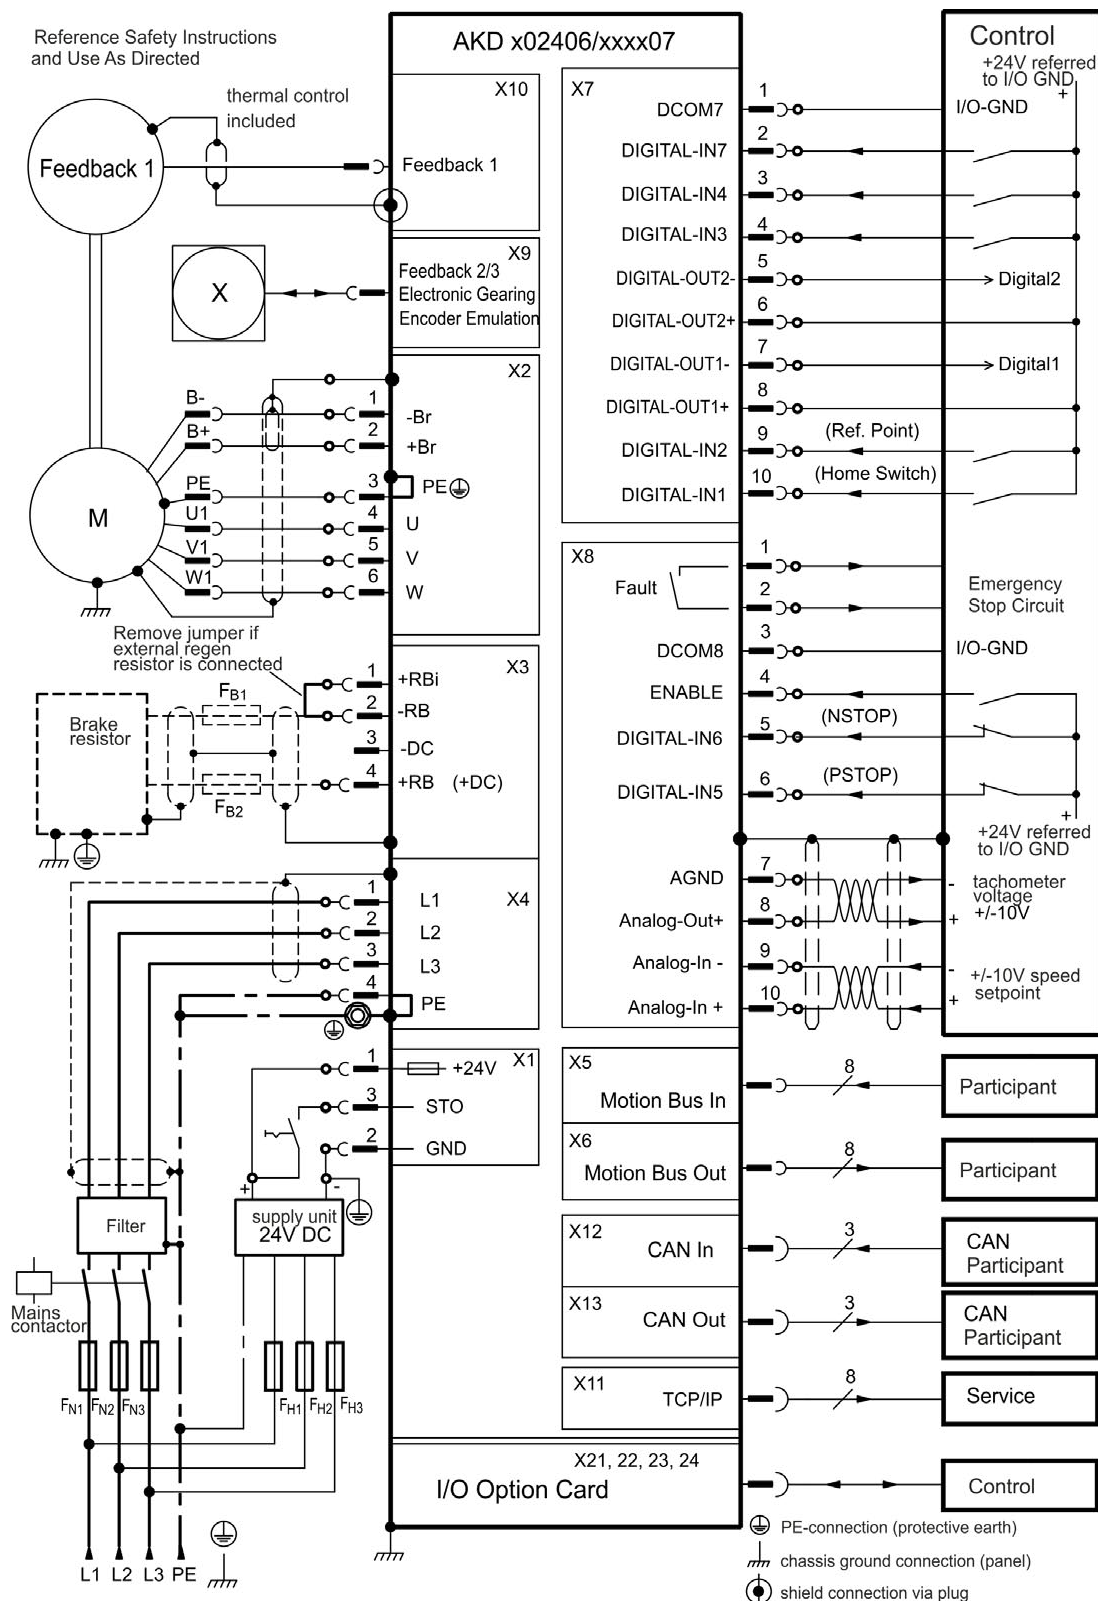 Reference Safety Instructions
and Use As Directed
AKD x02406/xxxx07
Control
+24V referred
to I/O GND
+
thermal control
included
Feedback 1
X10
Feedback 1
X
X9
Feedback 2/3
Electronic Gearing
Encoder Emulation
X2
B-
1
-Br
B+
2
+Br
PE
3
PE
U1
4
U
V1
5
V
W1
6
W
M
Remove jumper if
external regen
resistor is connected
X3
1
+RBi
FB1
2
-RB
Brake
resistor
3
-DC
4
+RB (+DC)
FB2
X4
1
L1
2
L2
3
L3
4
PE
X1
1
+24V
3
STO
2
GND
+
-
supply unit
24V DC
Filter
Mains
contactor
FN1
FN2
FN3
FH1
FH2
FH3
L1
L2
L3
PE
X7
DCOM7
1
I/O-GND
DIGITAL-IN7
2
DIGITAL-IN4
3
DIGITAL-IN3
4
DIGITAL-OUT2-
5
Digital2
DIGITAL-OUT2+
6
DIGITAL-OUT1-
7
Digital1
DIGITAL-OUT1+
8
DIGITAL-IN2
9
(Ref. Point)
DIGITAL-IN1
10
(Home Switch)
X8
Fault
1
2
Emergency
Stop Circuit
DCOM8
3
I/O-GND
ENABLE
4
DIGITAL-IN6
5
(NSTOP)
DIGITAL-IN5
6
(PSTOP)
+
+24V referred
to I/O GND
AGND
7
-
tachometer
voltage
+/-10V
Analog-Out+
8
+
Analog-In -
9
-
+/-10V speed
setpoint
Analog-In +
10
+
X5
Motion Bus In
8
Participant
X6
Motion Bus Out
8
Participant
X12
CAN In
3
CAN
Participant
X13
CAN Out
3
CAN
Participant
X11
TCP/IP
8
Service
X21, 22, 23, 24
I/O Option Card
Control
PE-connection (protective earth)
chassis ground connection (panel)
shield connection via plug